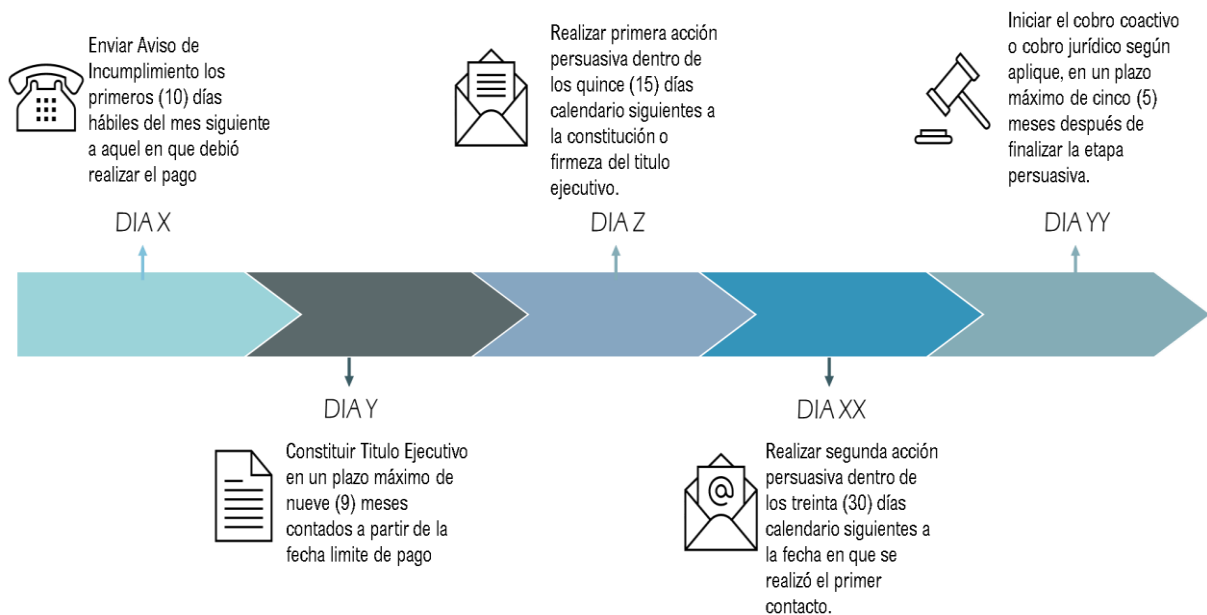 Enviar Aviso de
Incumplimiento los
primeros (10) días
hábiles del mes siguiente
a aquel en que debió
realizar el pago
DIA X
Constituir Titulo Ejecutivo
en un plazo máximo de
nueve (9) meses
contados a partir de la
fecha limite de pago
DIA Y
Realizar primera acción
persuasiva dentro de
los quince (15) días
calendario siguientes a
la constitución o
firmeza del titulo
ejecutivo.
DIA Z
@
Realizar segunda acción
persuasiva dentro de
los treinta (30) días
calendario siguientes a
la fecha en que se
realizó el primer
contacto.
DIA XX
Iniciar el cobro coactivo
o cobro jurídico según
aplique, en un plazo
máximo de cinco (5)
meses después de
finalizar la etapa
persuasiva.
DIA YY